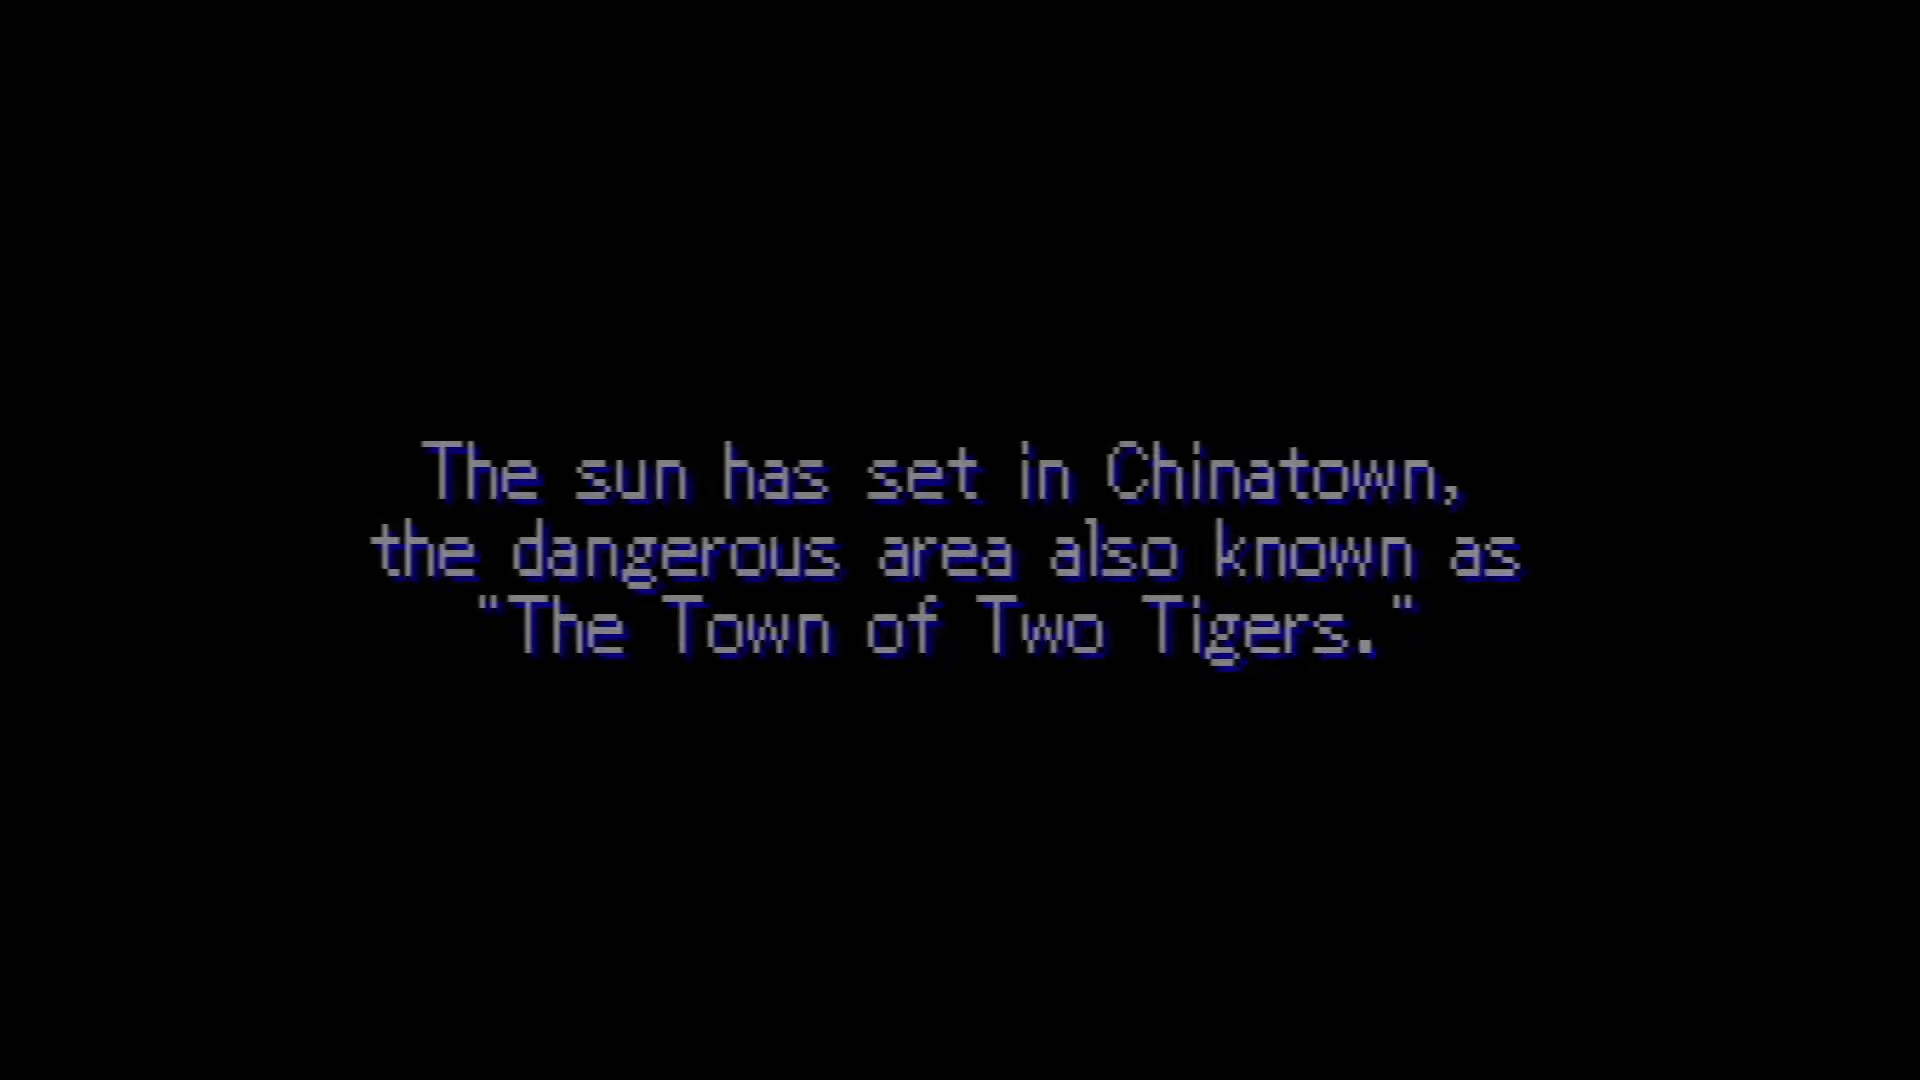 The sun has set in Chinatown,
the dangerous area also known as
"The Town of Two Tigers."